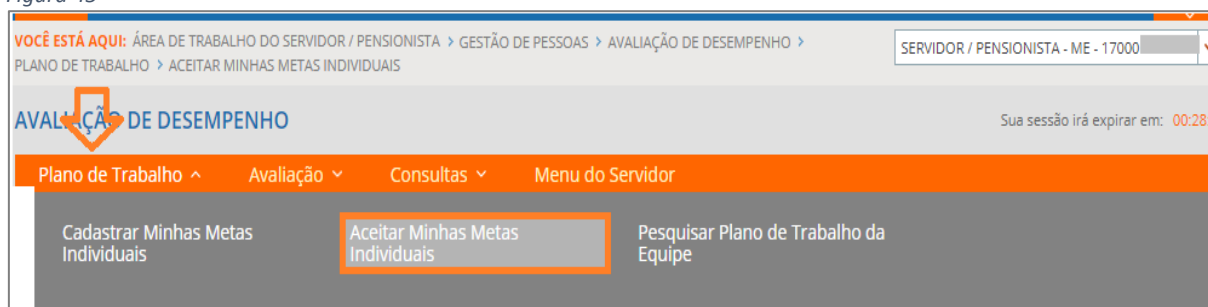 VOCÊ ESTÁ AQUI: ÁREA DE TRABALHO DO SERVIDOR / PENSIONISTA > GESTÃO DE PESSOAS > AVALIAÇÃO DE DESEMPENHO >
PLANO DE TRABALHO > ACEITAR MINHAS METAS INDIVIDUAIS
SERVIDOR / PENSIONISTA - ME - 17000
AVALIAÇÃO DE DESEMPENHO
Sua sessão irá expirar em: 00:28
Plano de Trabalho Avaliação Consultas Menu do Servidor
Cadastrar Minhas Metas
Individuais
Aceitar Minhas Metas
Individuais
Pesquisar Plano de Trabalho da
Equipe